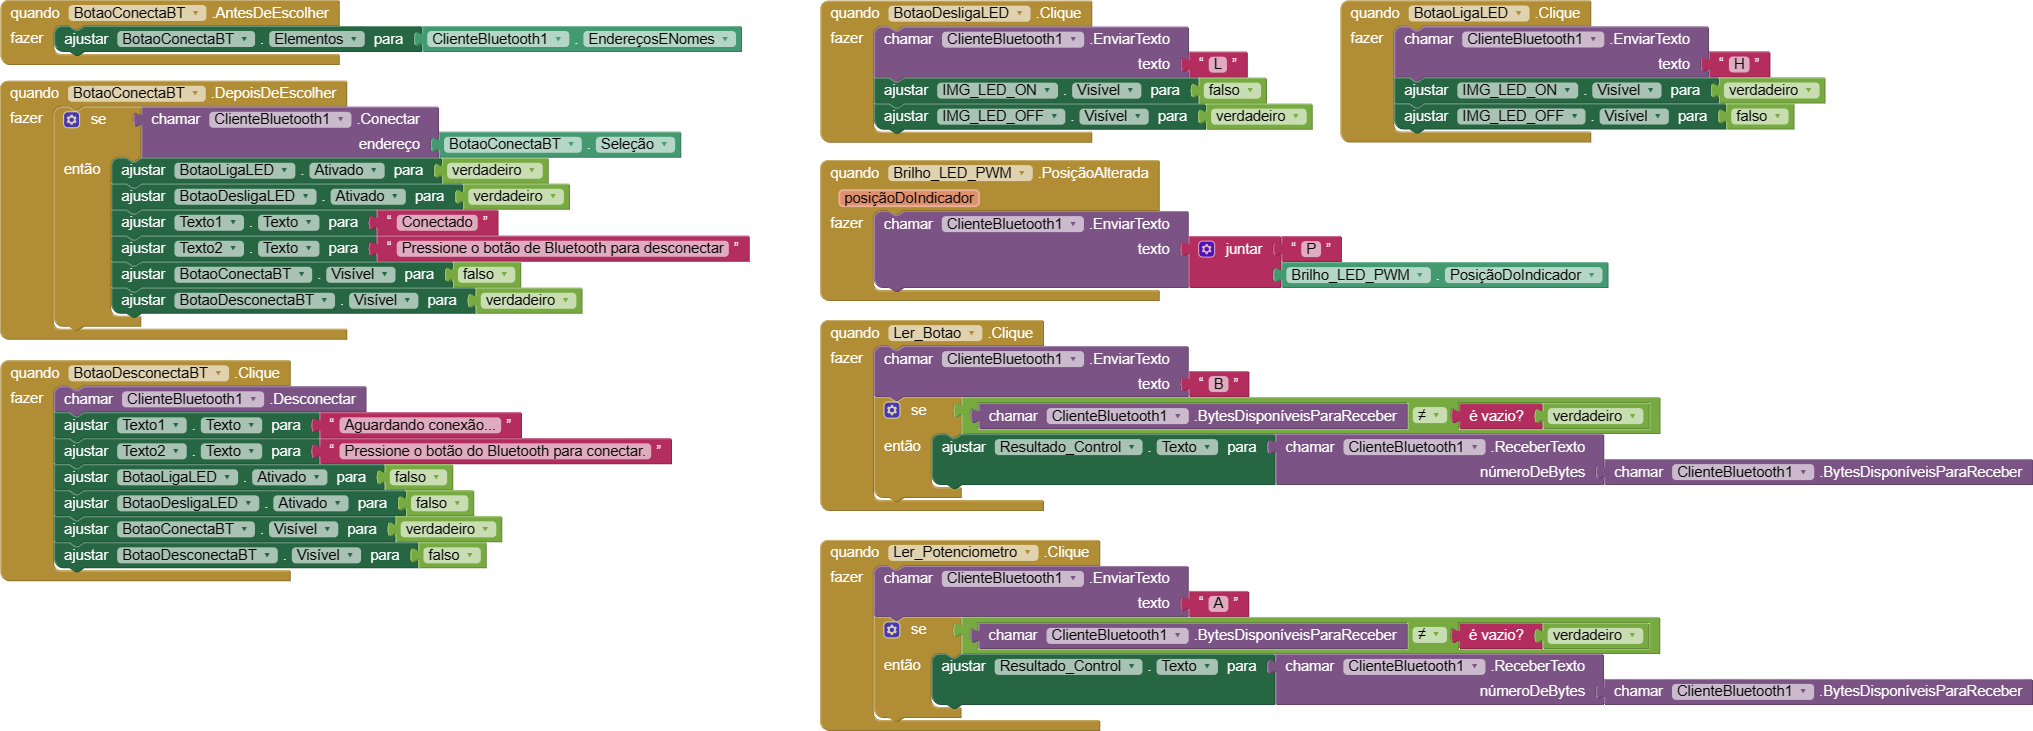 quando BotaoConectaBT .AntesDeEscolher
fazer ajustar BotaoConectaBT . Elementos para ClienteBluetooth1 . EndereçosENomes
quando BotaoConectaBT .DepoisDeEscolher
fazer se chamar ClienteBluetooth1 .Conectar
endereço BotaoConectaBT . Seleção
então ajustar BotaoLigaLED . Ativado para verdadeiro
ajustar BotaoDesligaLED . Ativado para verdadeiro
ajustar Texto1 . Texto para “ Conectado ”
ajustar Texto2 . Texto para “ Pressione o botão de Bluetooth para desconectar ”
ajustar BotaoConectaBT . Visível para falso
ajustar BotaoDesconectaBT . Visível para verdadeiro
quando BotaoDesconectaBT .Clique
fazer chamar ClienteBluetooth1 .Desconectar
ajustar Texto1 . Texto para “ Aguardando conexão... ”
ajustar Texto2 . Texto para “ Pressione o botão do Bluetooth para conectar. ”
ajustar BotaoLigaLED . Ativado para falso
ajustar BotaoDesligaLED . Ativado para falso
ajustar BotaoConectaBT . Visível para verdadeiro
ajustar BotaoDesconectaBT . Visível para falso
quando BotaoDesligaLED .Clique
fazer chamar ClienteBluetooth1 .EnviarTexto
texto “ L ”
ajustar IMG_LED_ON . Visível para falso
ajustar IMG_LED_OFF . Visível para verdadeiro
quando BotaoLigaLED .Clique
fazer chamar ClienteBluetooth1 .EnviarTexto
texto “ H ”
ajustar IMG_LED_ON . Visível para verdadeiro
ajustar IMG_LED_OFF . Visível para falso
quando Brilho_LED_PWM .PosiçãoAlterada
posiçãoDoIndicador
fazer chamar ClienteBluetooth1 .EnviarTexto
texto juntar “ P ”
Brilho_LED_PWM . PosiçãoDoIndicador
quando Ler_Botao .Clique
fazer chamar ClienteBluetooth1 .EnviarTexto
texto “ B ”
se chamar ClienteBluetooth1 .BytesDisponíveisParaReceber ≠ é vazio? verdadeiro
então ajustar Resultado_Control . Texto para chamar ClienteBluetooth1 .ReceberTexto
númeroDeBytes chamar ClienteBluetooth1 .BytesDisponíveisParaReceber
quando Ler_Potenciometro .Clique
fazer chamar ClienteBluetooth1 .EnviarTexto
texto “ A ”
se chamar ClienteBluetooth1 .BytesDisponíveisParaReceber ≠ é vazio? verdadeiro
então ajustar Resultado_Control . Texto para chamar ClienteBluetooth1 .ReceberTexto
númeroDeBytes chamar ClienteBluetooth1 .BytesDisponíveisParaReceber